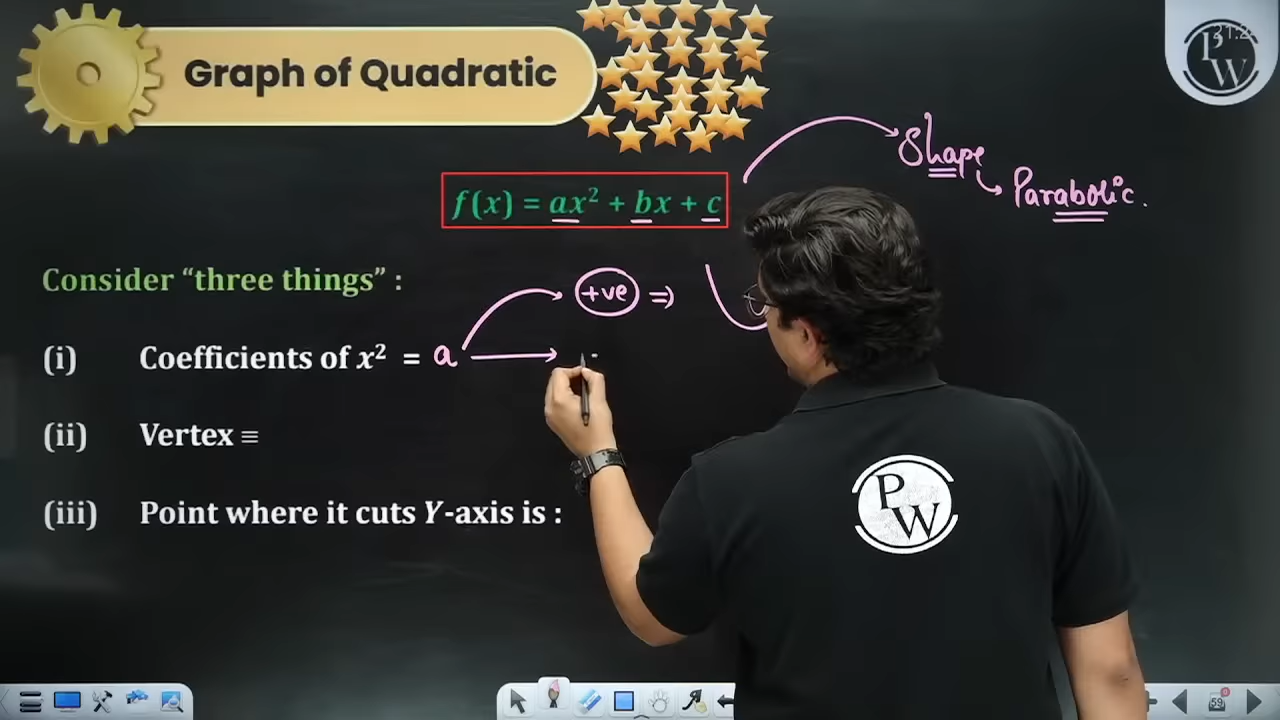 Graph of Quadratic
f(x) = ax² + bx + c
Shape
Parabolic.
Consider “three things” :
+ve ⇒
(i) Coefficients of x² = a
(ii) Vertex ≡
(iii) Point where it cuts Y-axis is :
PW
PW
59